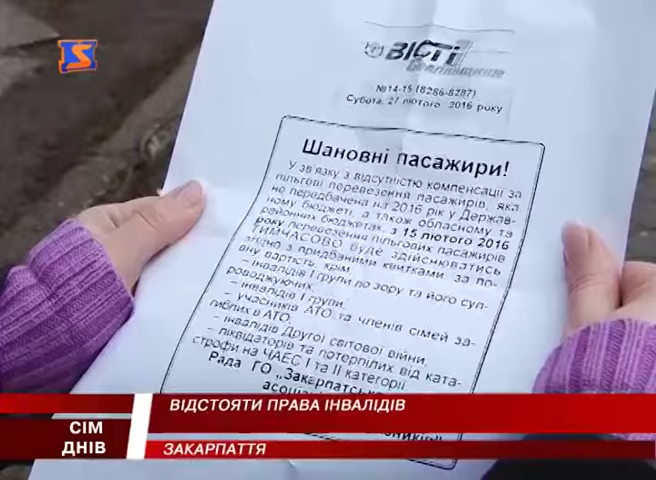 ВІСТІ
Свалявщини
№14-15 (8286-8287)
Субота, 27 лютого 2016 року
Шановні пасажири!
У зв'язку з відсутністю компенсації за
пільгові перевезення пасажирів, яка
не передбачена на 2016 рік у Держав-
ному бюджеті, а також обласному та
районних бюджетах, з 15 лютого 2016
року перевезення пільгових пасажирів
ТИМЧАСОВО буде здійснюватись
згідно з придбаними квитками за по-
вну вартість, крім
– інвалідів І групи по зору та його суп-
роводжуючих,
– інвалідів І групи,
– учасників АТО та членів сімей за-
гиблих в АТО,
– інвалідів Другої світової війни,
– ліквідаторів та потерпілих від ката-
строфи на ЧАЕС І та ІІ категорії.
Рада ГО „Закарпатська
СІМ
ДНІВ
ВІДСТОЯТИ ПРАВА ІНВАЛІДІВ
ЗАКАРПАТТЯ